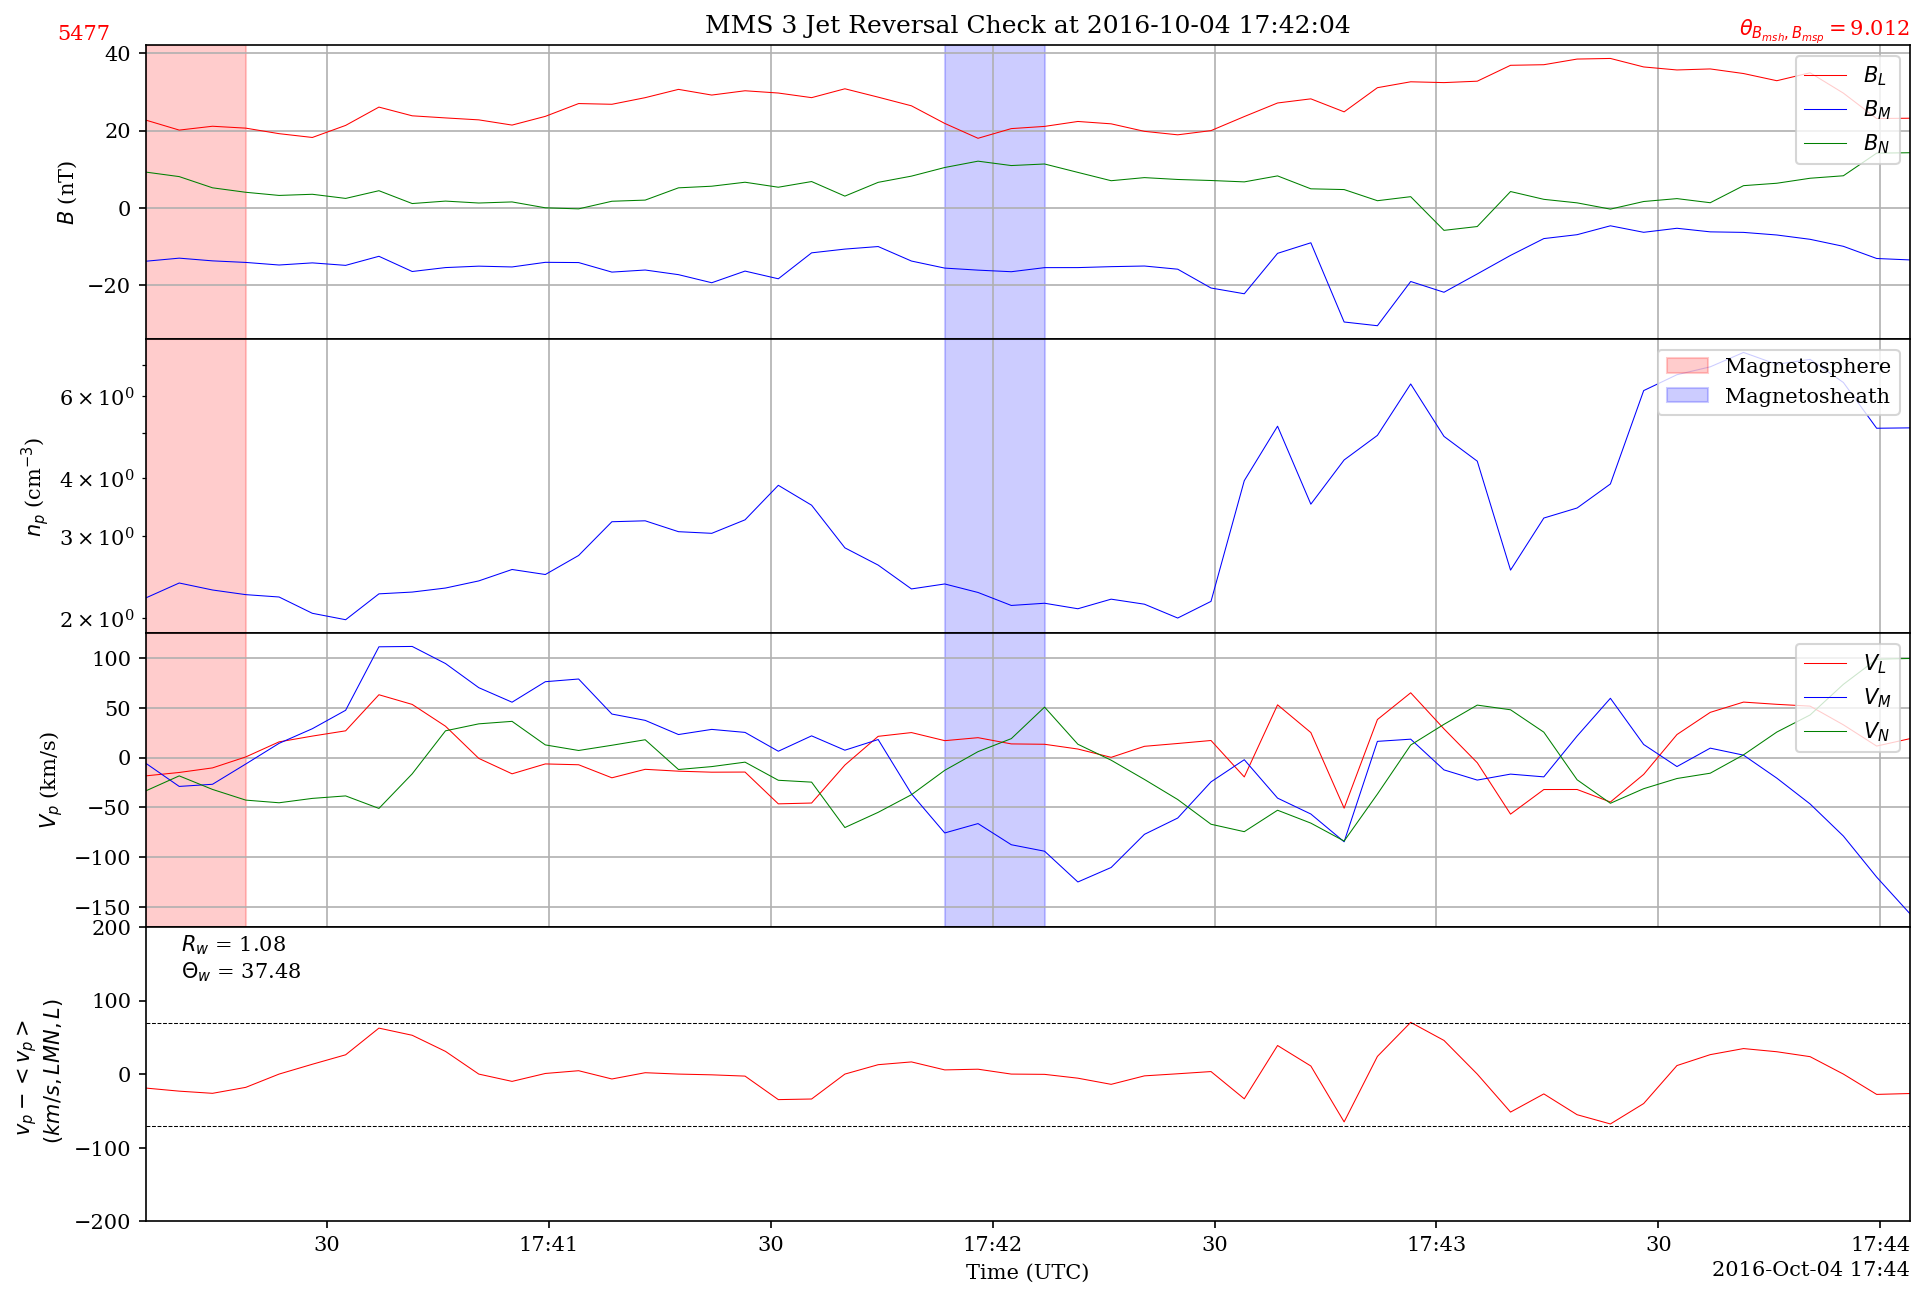 MMS 3 Jet Reversal Check at 2016-10-04 17:42:04
5477
θ_{B_{msh}, B_{msp}} = 9.012
40
20
0
−20
B (nT)
B_L
B_M
B_N
6 × 10^0
4 × 10^0
3 × 10^0
2 × 10^0
n_p (cm^{−3})
Magnetosphere
Magnetosheath
100
50
0
−50
−100
−150
V_p (km/s)
V_L
V_M
V_N
200
100
0
−100
−200
v_p − <v_p>
(km/s, LMN, L)
R_w = 1.08
Θ_w = 37.48
30 17:41 30 17:42 30 17:43 30 17:44
Time (UTC)
2016-Oct-04 17:44